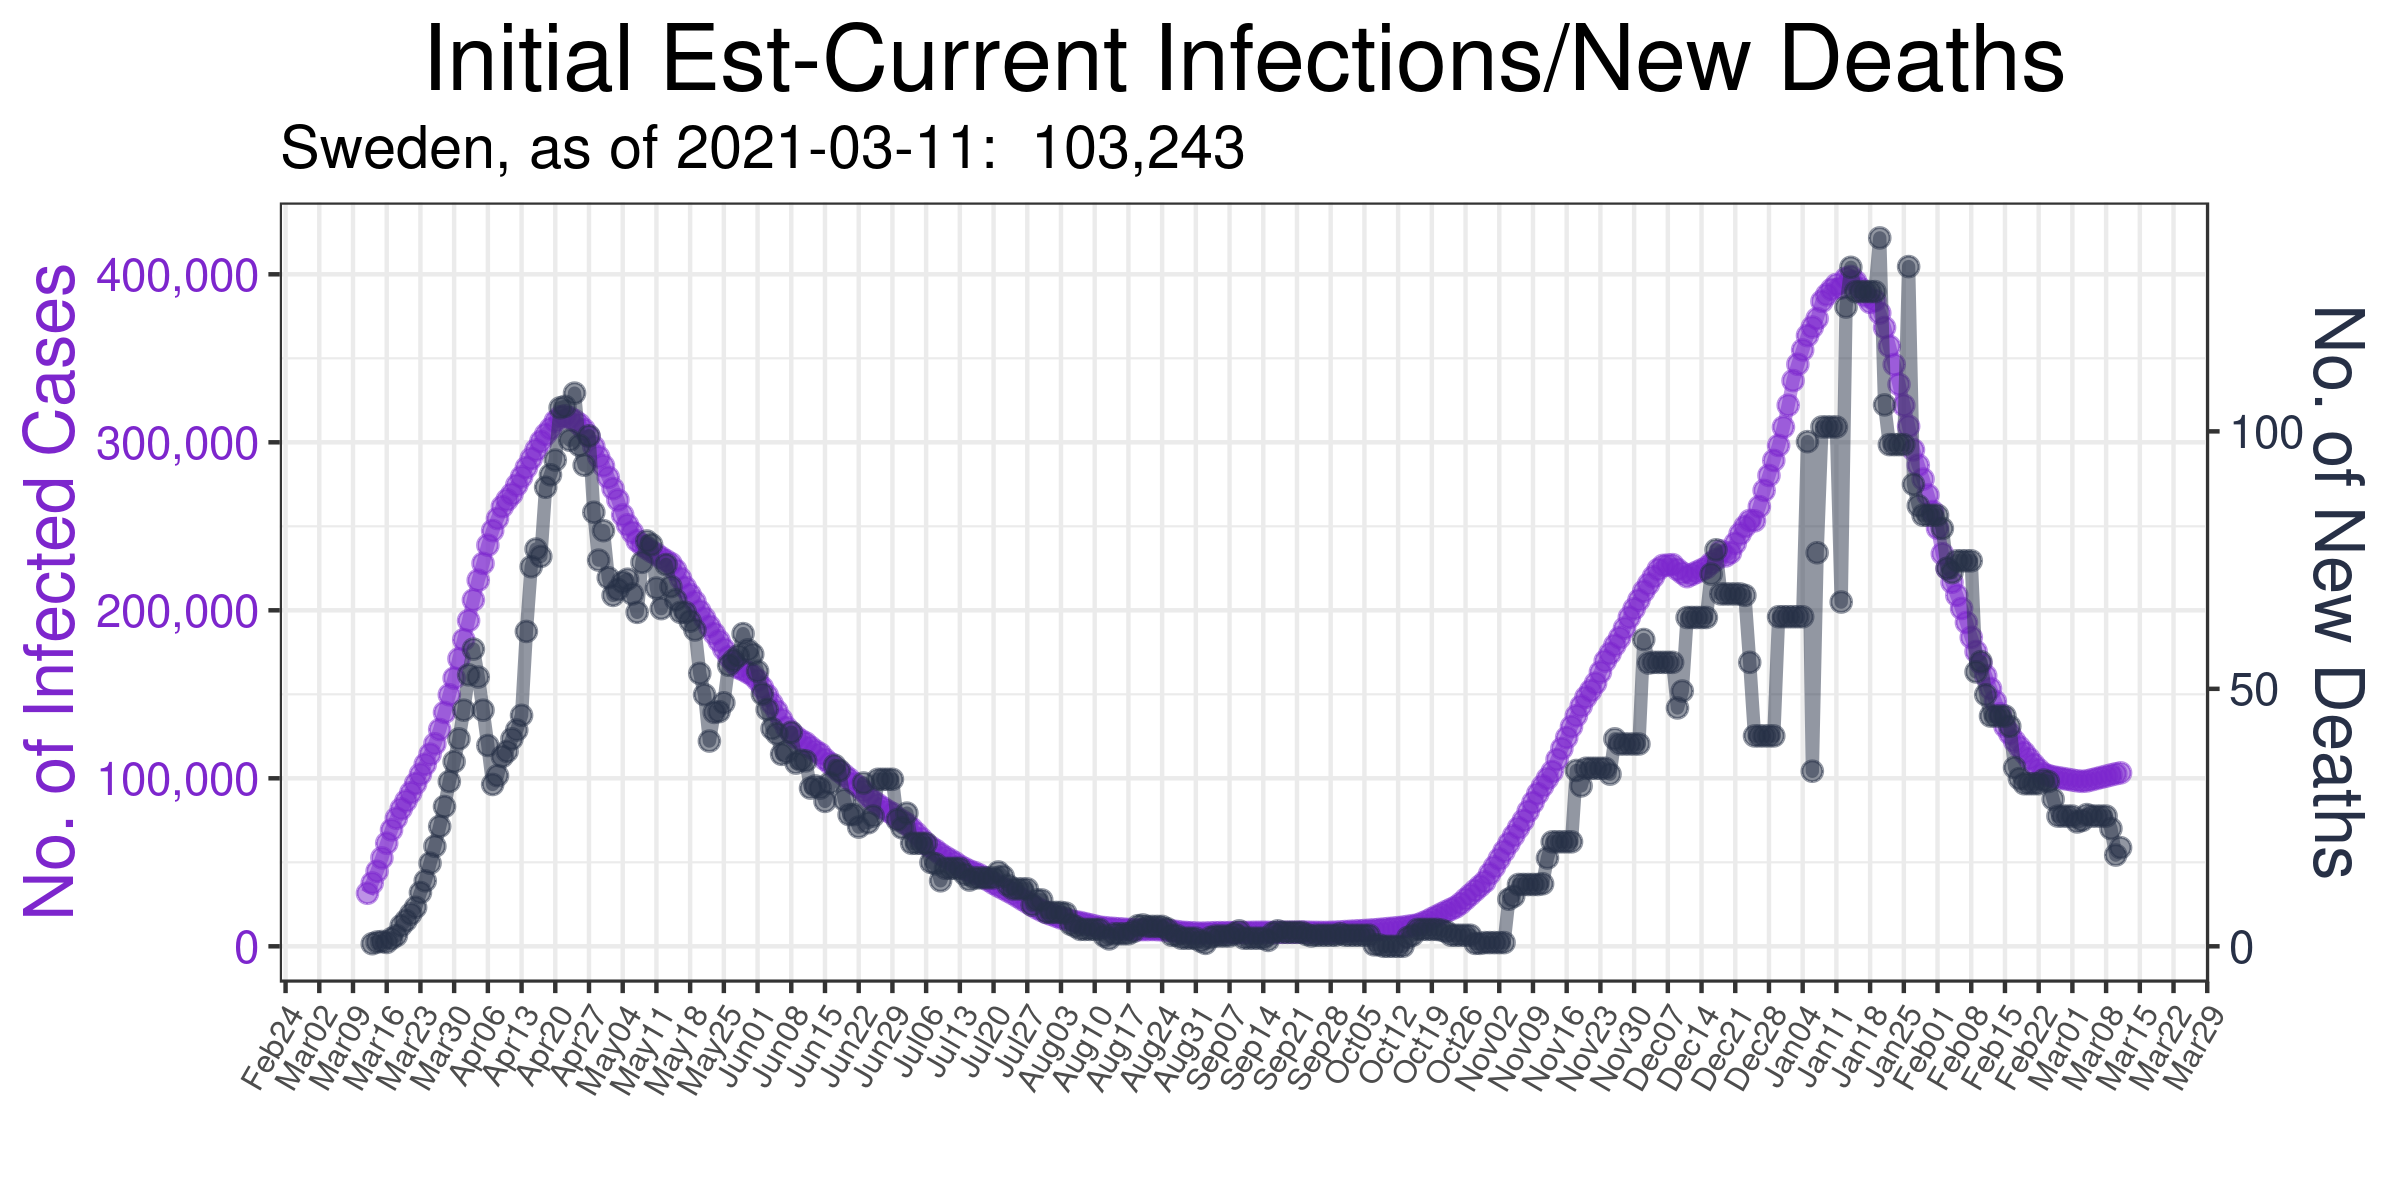 Initial Est-Current Infections/New Deaths
Sweden, as of 2021-03-11:  103,243
No. of Infected Cases
400,000
300,000
200,000
100,000
0
100
50
0
No. of New Deaths
Feb24
Mar02
Mar09
Mar16
Mar23
Mar30
Apr06
Apr13
Apr20
Apr27
May04
May11
May18
May25
Jun01
Jun08
Jun15
Jun22
Jun29
Jul06
Jul13
Jul20
Jul27
Aug03
Aug10
Aug17
Aug24
Aug31
Sep07
Sep14
Sep21
Sep28
Oct05
Oct12
Oct19
Oct26
Nov02
Nov09
Nov16
Nov23
Nov30
Dec07
Dec14
Dec21
Dec28
Jan04
Jan11
Jan18
Jan25
Feb01
Feb08
Feb15
Feb22
Mar01
Mar08
Mar15
Mar22
Mar29